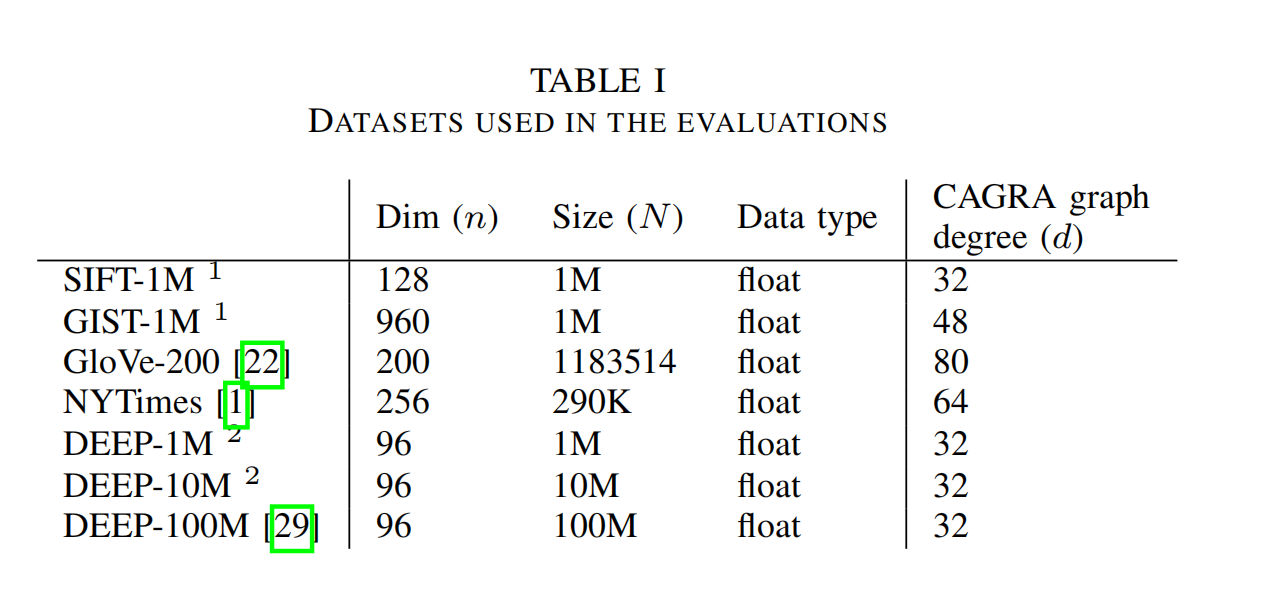 TABLE I
DATASETS USED IN THE EVALUATIONS
Dim (n) Size (N) Data type CAGRA graph degree (d)
SIFT-1M 1 128 1M float 32
GIST-1M 1 960 1M float 48
GloVe-200 [22] 200 1183514 float 80
NYTimes [1] 256 290K float 64
DEEP-1M 2 96 1M float 32
DEEP-10M 2 96 10M float 32
DEEP-100M [29] 96 100M float 32